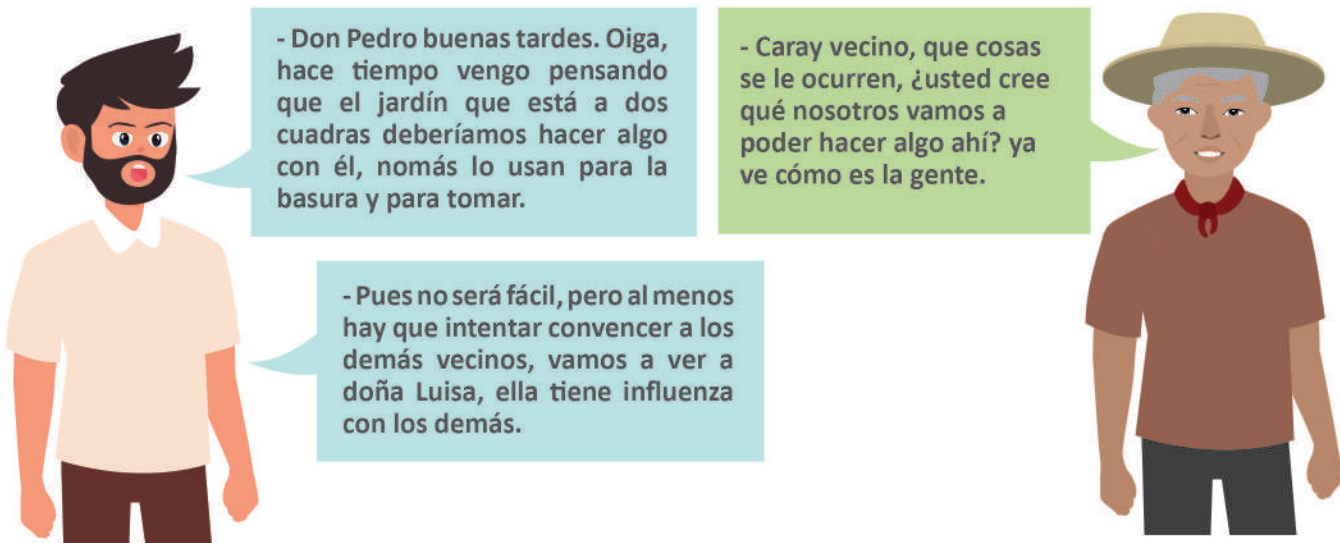 - Don Pedro buenas tardes. Oiga,
hace tiempo vengo pensando
que el jardín que está a dos
cuadras deberíamos hacer algo
con él, nomás lo usan para la
basura y para tomar.
- Caray vecino, que cosas
se le ocurren, ¿usted cree
qué nosotros vamos a
poder hacer algo ahí? ya
ve cómo es la gente.
- Pues no será fácil, pero al menos
hay que intentar convencer a los
demás vecinos, vamos a ver a
doña Luisa, ella tiene influenza
con los demás.